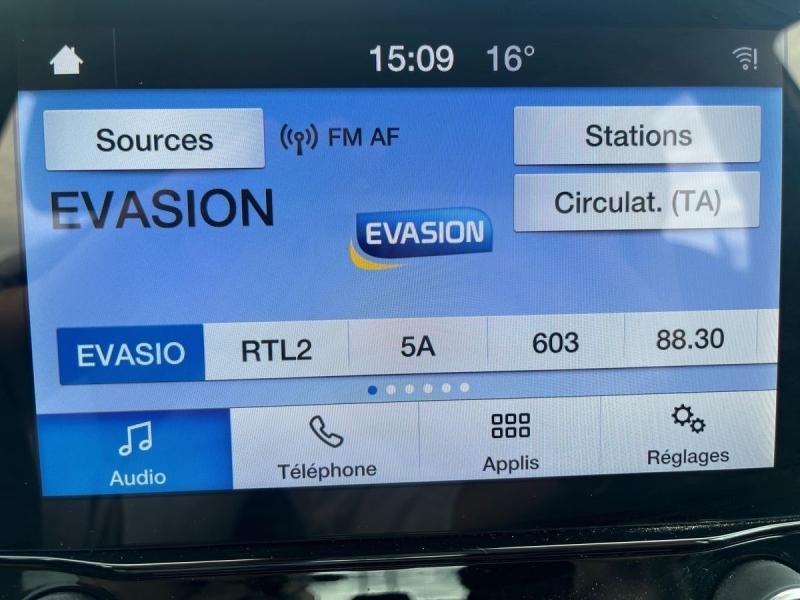 15:09 16°
Sources FM AF Stations
EVASION EVASION Circulat. (TA)
EVASIO RTL2 5A 603 88.30
Audio Téléphone Applis Réglages